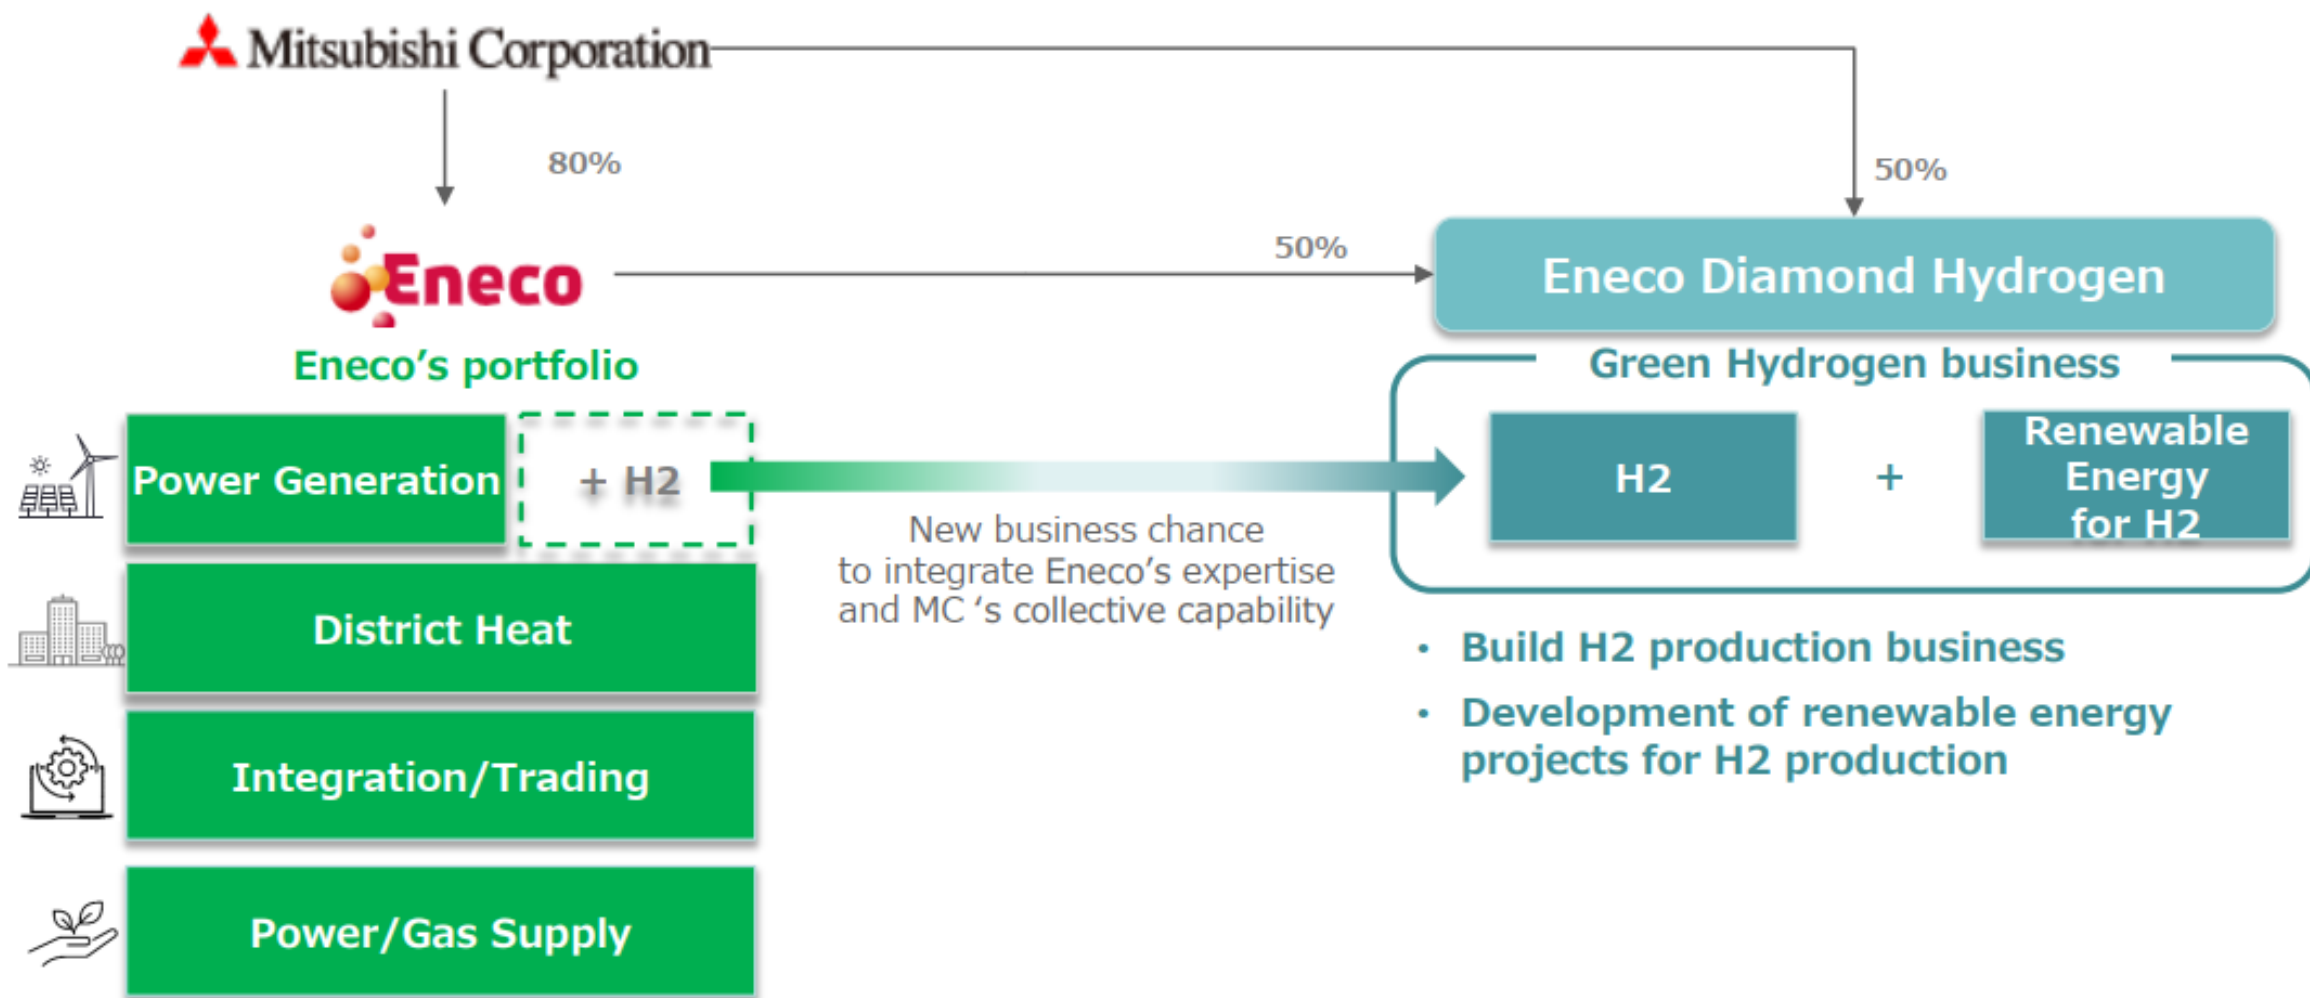 Mitsubishi Corporation
80%
50%
50%
Eneco
Eneco Diamond Hydrogen
Eneco’s portfolio
Power Generation
+ H2
District Heat
Integration/Trading
Power/Gas Supply
New business chance
to integrate Eneco’s expertise
and MC ‘s collective capability
Green Hydrogen business
H2
+
Renewable
Energy
for H2
• Build H2 production business
• Development of renewable energy
projects for H2 production